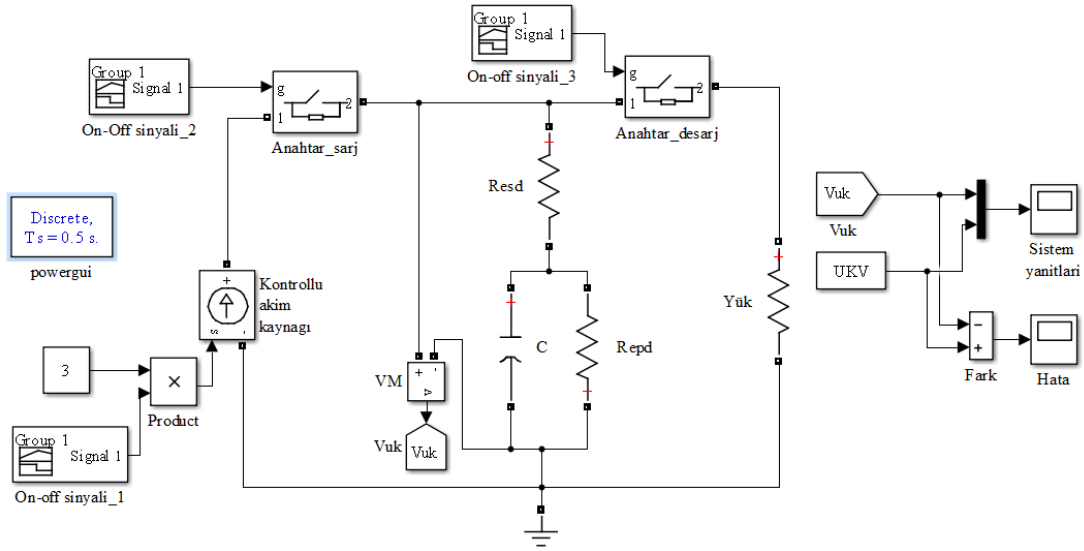 Group 1
Signal 1
On-off sinyali_3
g
1
2
Anahtar_desarj
Group 1
Signal 1
On-Off sinyali_2
g
1
2
Anahtar_sarj
Resd
Discrete,
Ts = 0.5 s.
powergui
Vuk
Vuk
UKV
Sistem
yanitlari
+
s
-
Kontrollu
akim
kaynagı
C
Repd
Yük
-
+
Fark
Hata
3
×
Product
VM
+
-
v
Vuk
Vuk
Group 1
Signal 1
On-off sinyali_1